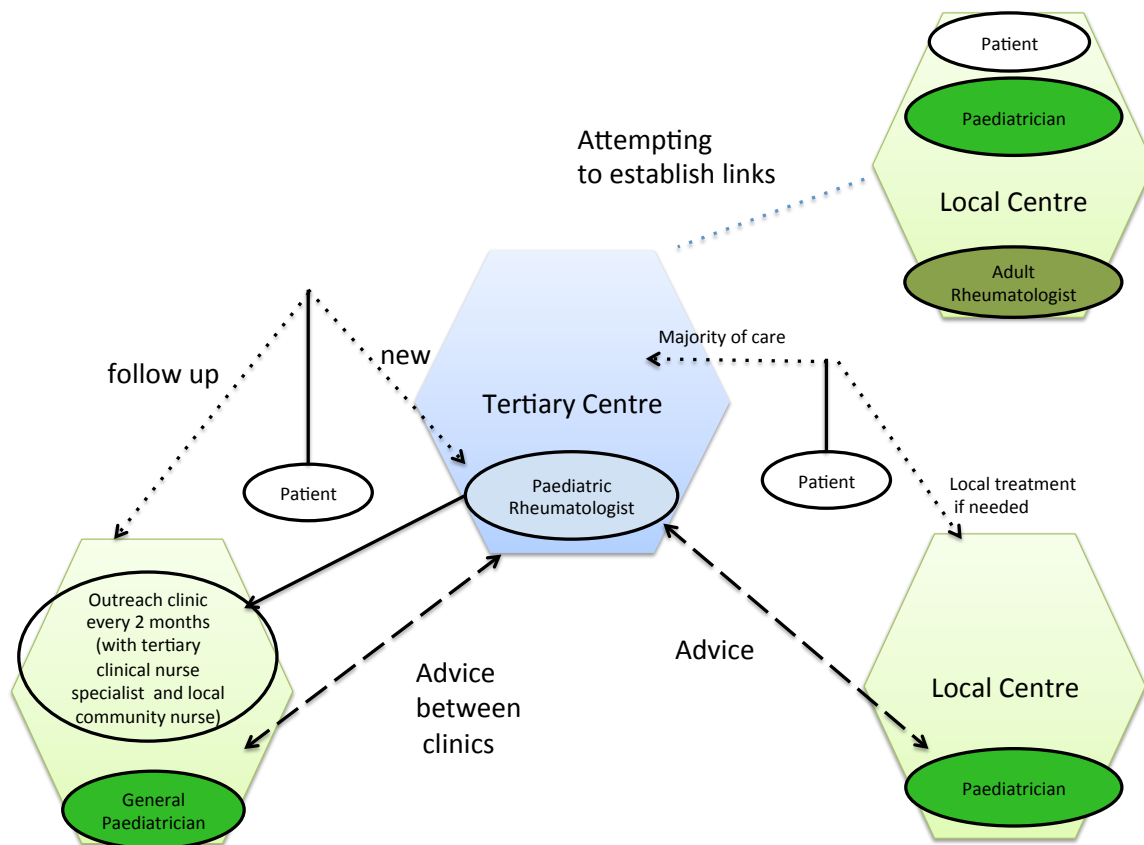 Patient
Paediatrician
Local Centre
Adult
Rheumatologist
Attempting
to establish links
follow up
new
Majority of care
Tertiary Centre
Patient
Paediatric
Rheumatologist
Patient
Local treatment
if needed
Outreach clinic
every 2 months
(with tertiary
clinical nurse
specialist and local
community nurse)
General
Paediatrician
Advice
between
clinics
Advice
Local Centre
Paediatrician